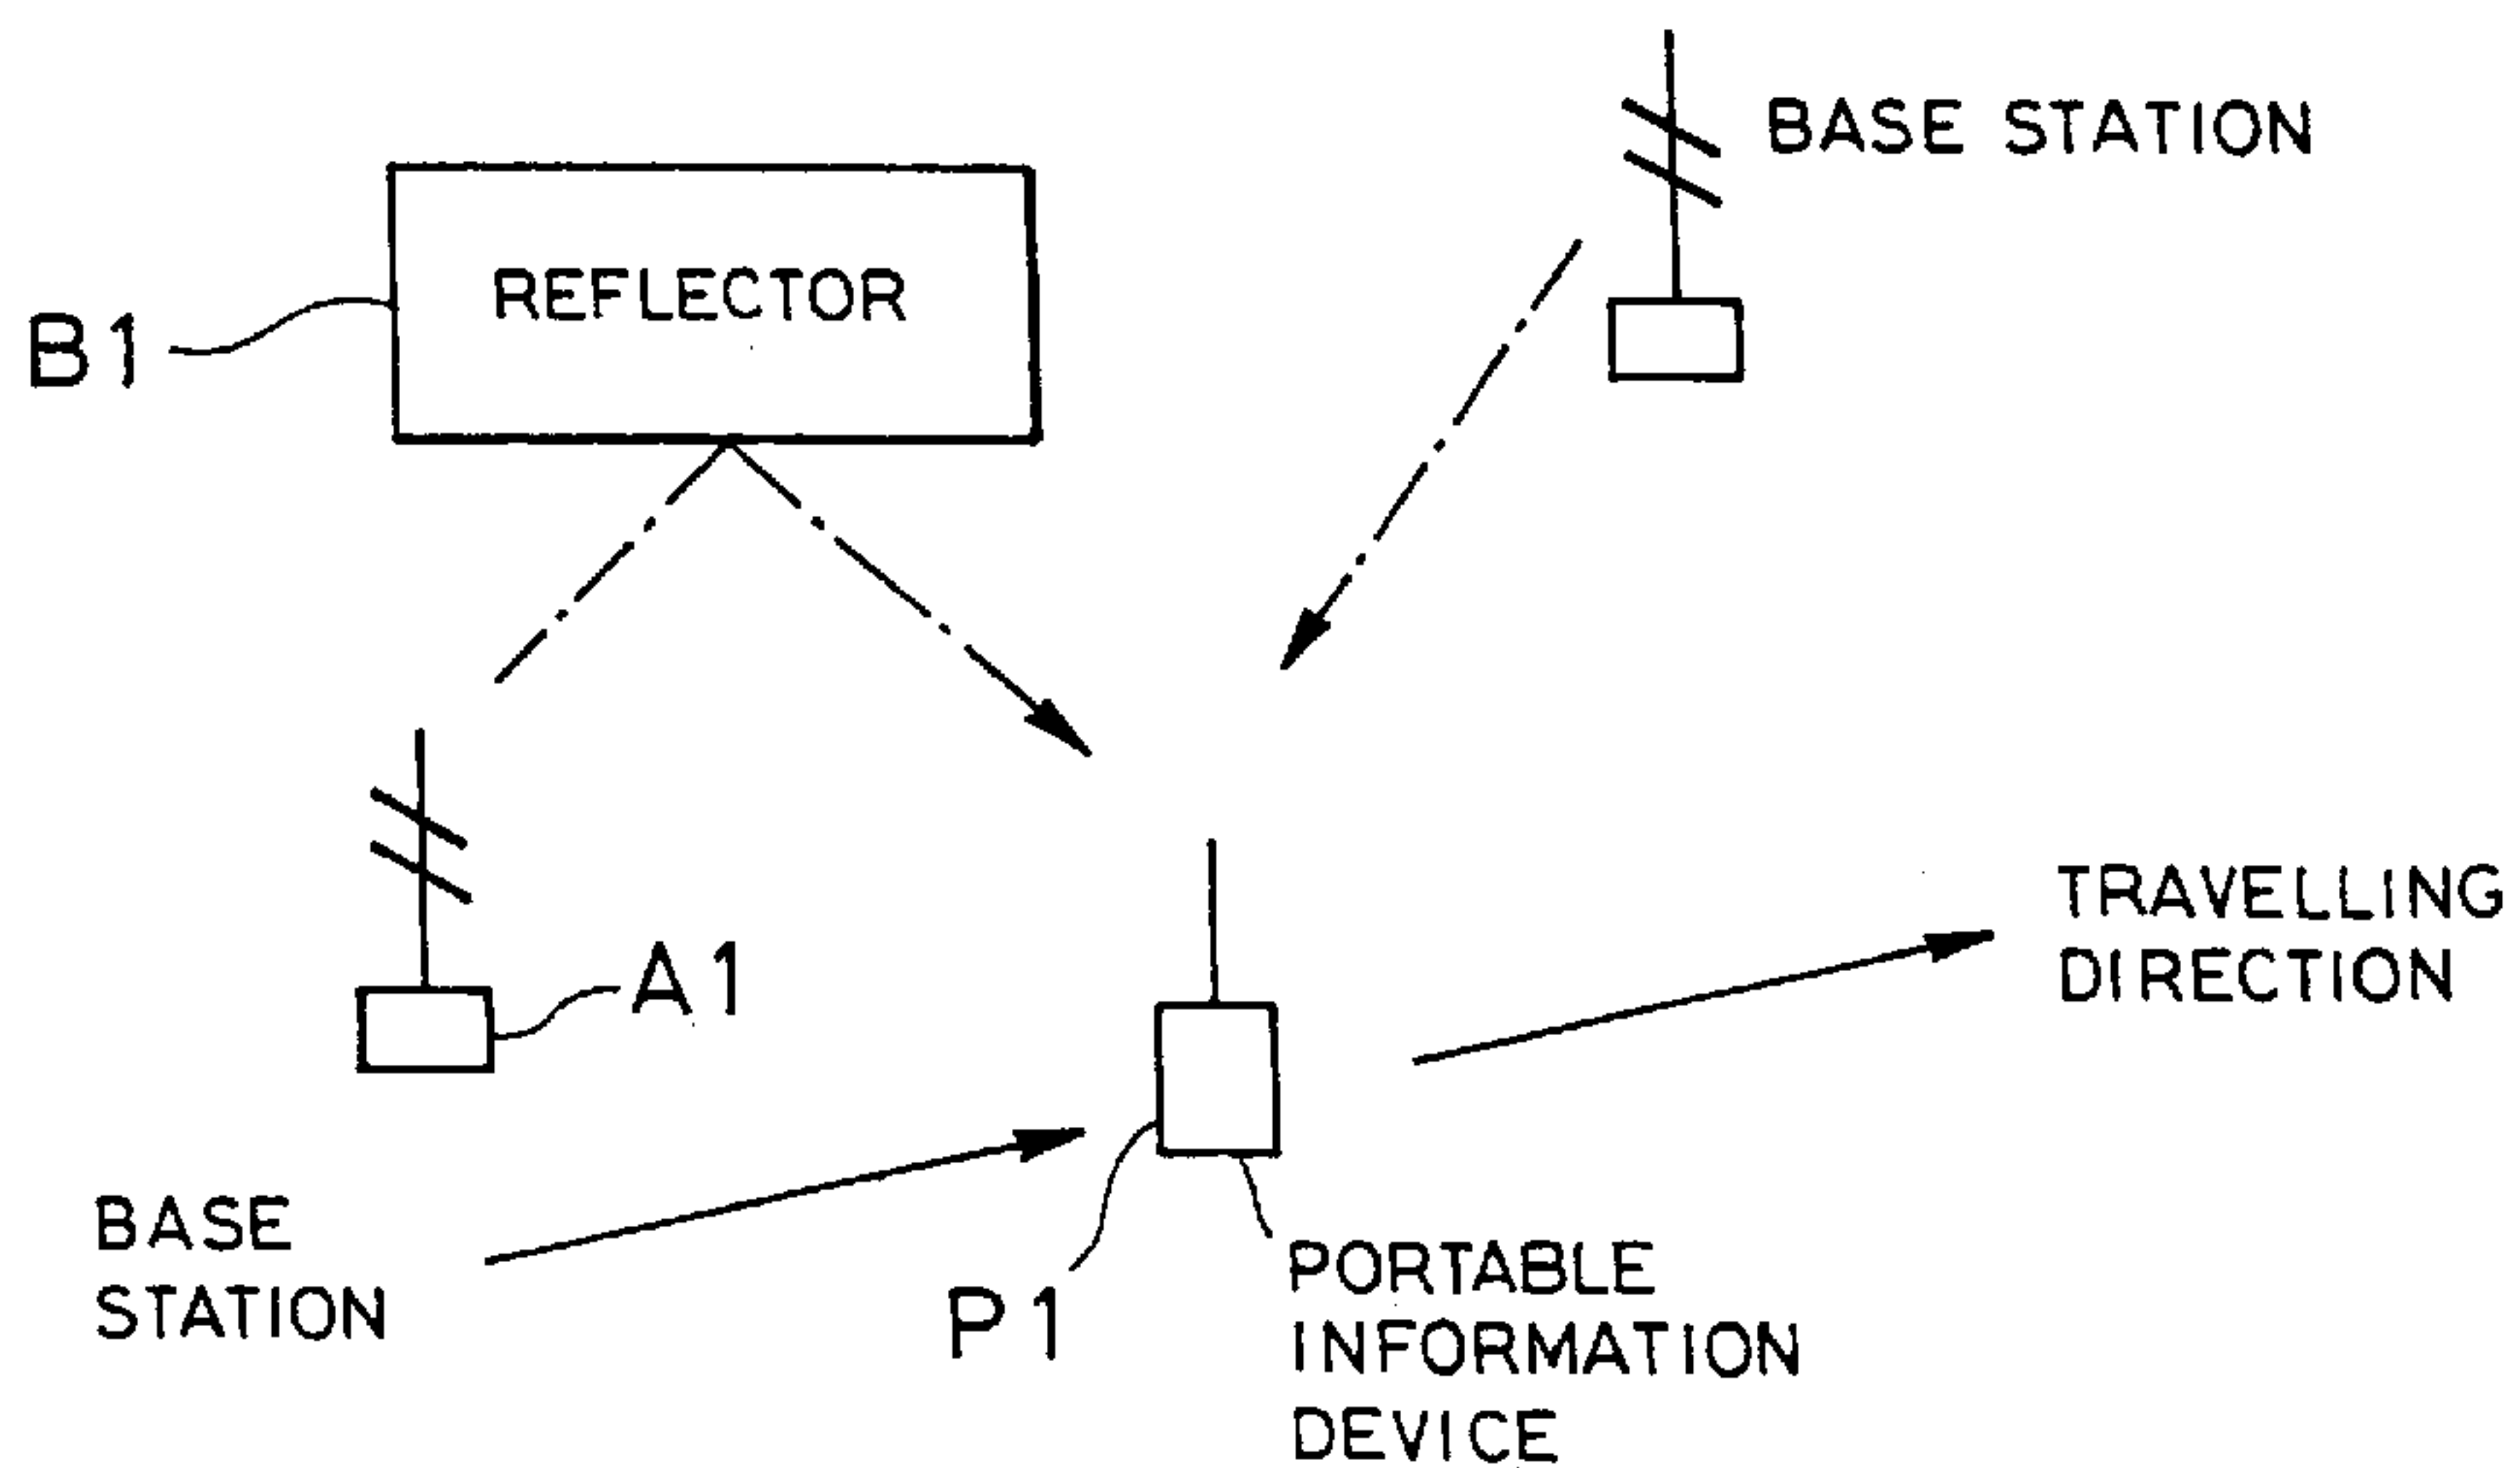 BASE STATION
REFLECTOR
B1
A1
TRAVELLING
DIRECTION
BASE
STATION
P1
PORTABLE
INFORMATION
DEVICE